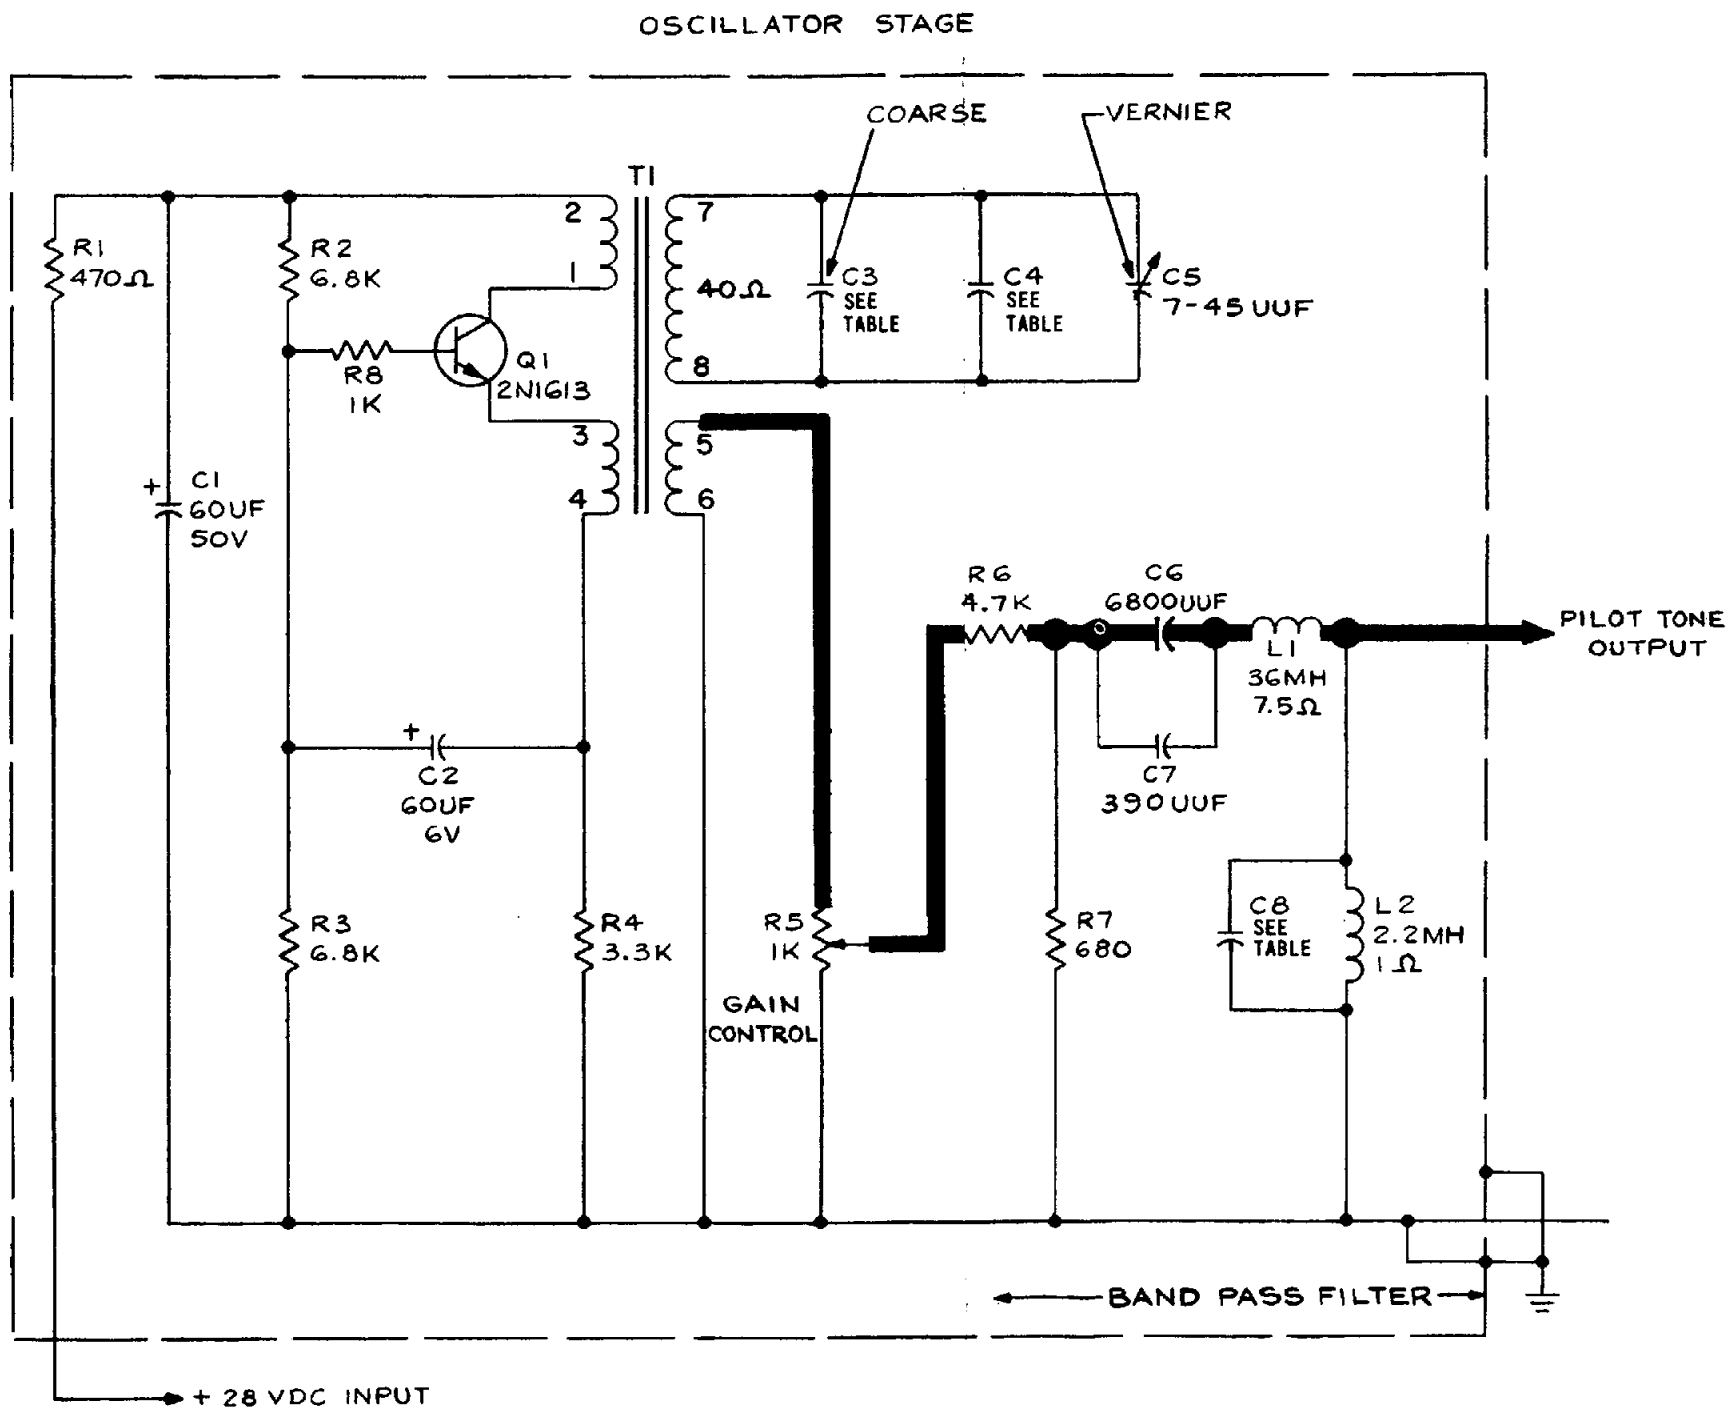 OSCILLATOR STAGE
COARSE
VERNIER
T1
2
7
R1
470Ω
R2
6.8K
1
40Ω
C3
SEE
TABLE
C4
SEE
TABLE
C5
7-45 UUF
R8
1K
Q1
2N1613
8
3
5
4
6
C1
+
60UF
50V
R6
4.7K
C6
6800UUF
PILOT TONE
OUTPUT
L1
36MH
7.5Ω
+
C2
60UF
6V
C7
390UUF
R3
6.8K
R4
3.3K
R5
1K
GAIN
CONTROL
R7
680
C8
SEE
TABLE
L2
2.2MH
1Ω
BAND PASS FILTER
+ 28 VDC INPUT